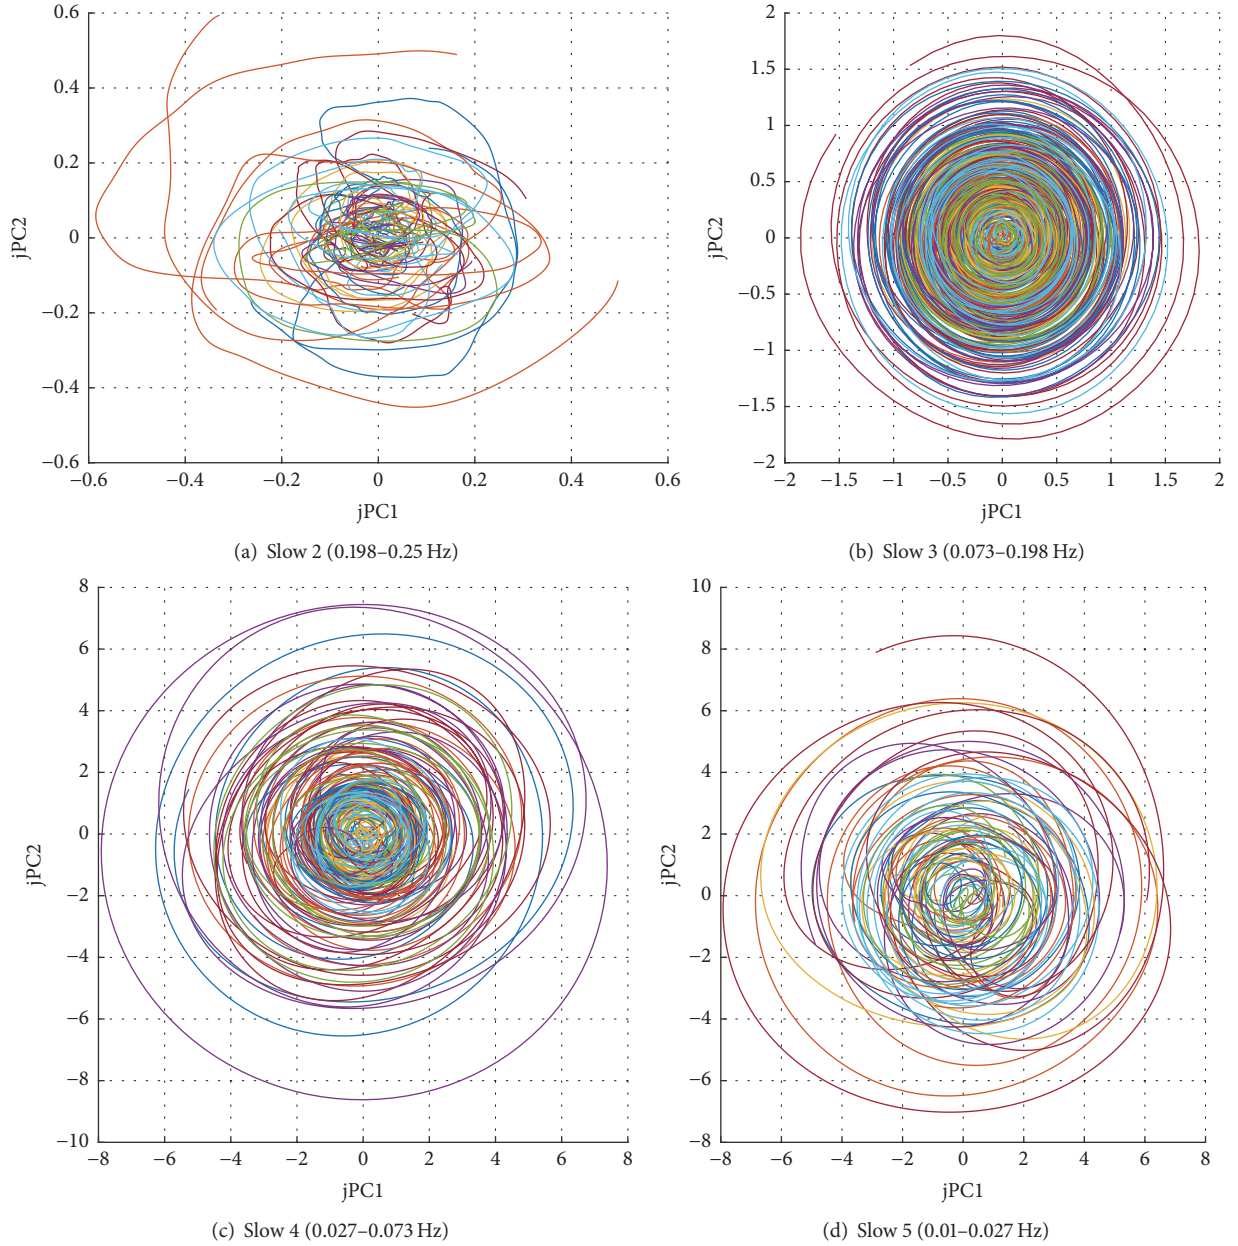 0.6
0.4
0.2
0
−0.2
−0.4
−0.6
jPC2
−0.6 −0.4 −0.2 0 0.2 0.4 0.6
jPC1
(a) Slow 2 (0.198–0.25 Hz)
2
1.5
1
0.5
0
−0.5
−1
−1.5
−2
jPC2
−2 −1.5 −1 −0.5 0 0.5 1 1.5 2
jPC1
(b) Slow 3 (0.073–0.198 Hz)
8
6
4
2
0
−2
−4
−6
−8
−10
jPC2
−8 −6 −4 −2 0 2 4 6 8
jPC1
(c) Slow 4 (0.027–0.073 Hz)
10
8
6
4
2
0
−2
−4
−6
−8
jPC2
−8 −6 −4 −2 0 2 4 6 8
jPC1
(d) Slow 5 (0.01–0.027 Hz)